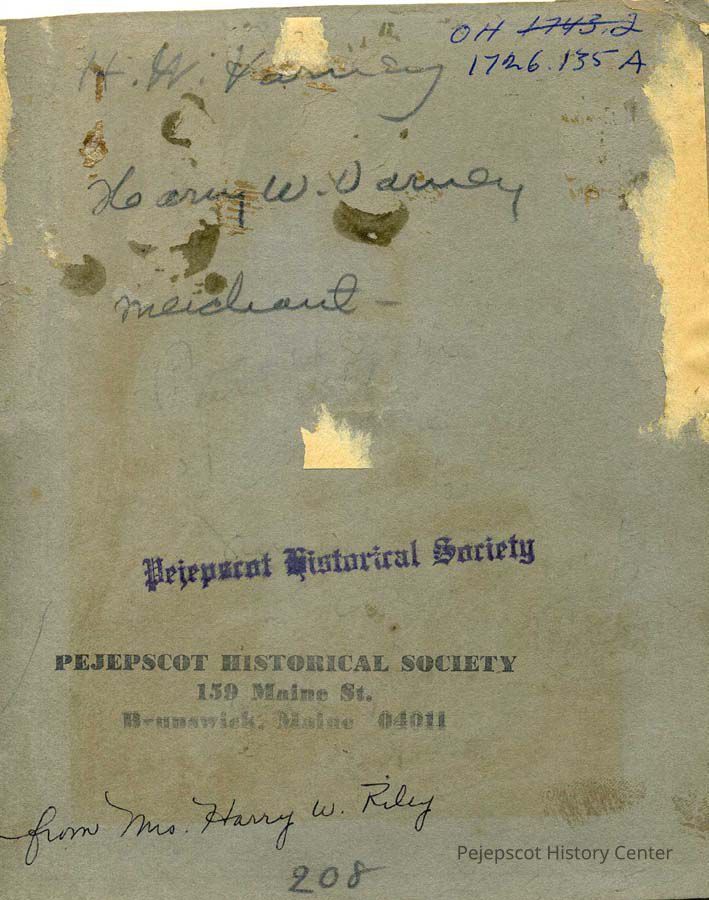 OH 1743.2
1726.135 A
H. W. Varney
Harry W. Varney
merchant -
Pejepscot Historical Society
PEJEPSCOT HISTORICAL SOCIETY
159 Maine St.
Brunswick, Maine 04011
from Mrs. Harry W. Riley
Pejepscot History Center
208